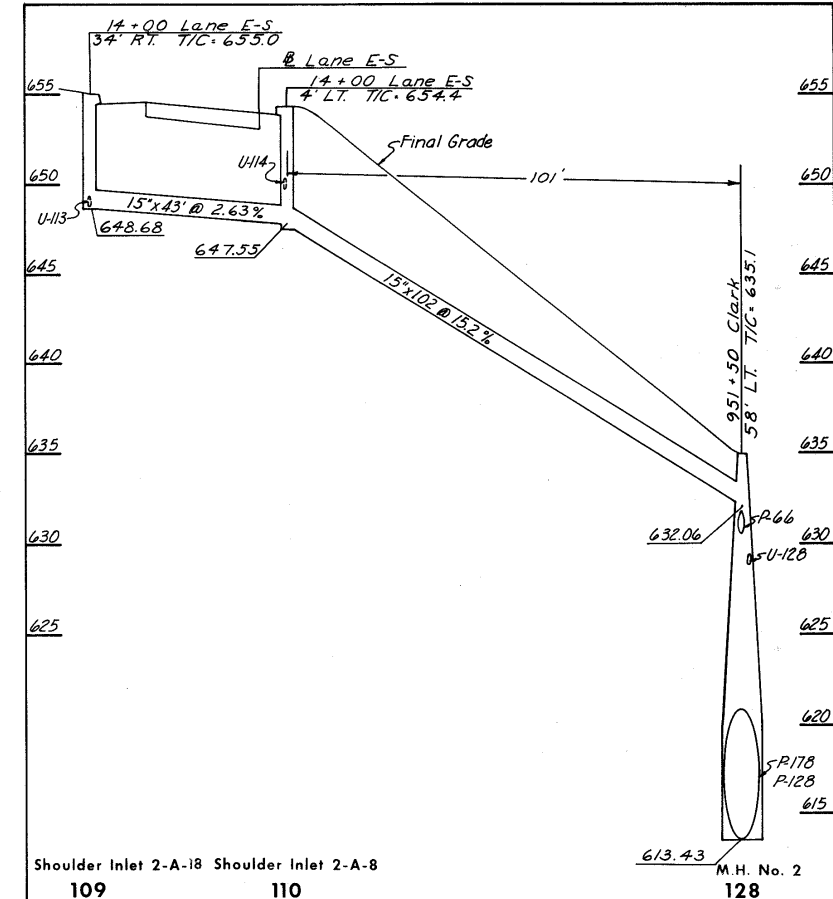 14+00 Lane E-S
34' RT. T/C = 655.0
℄ Lane E-S
14+00 Lane E-S
4' LT. T/C = 654.4
655
655
Final Grade
U-114
101'
650
650
15"x43' @ 2.63%
U-113
648.68
647.55
645
645
15"x102 @ 15.2%
951+50 Clark
58' LT. T/C = 635.1
640
640
635
635
P-66
632.06
630
630
U-128
625
625
620
P-178
P-128
615
613.43
Shoulder Inlet 2-A-18 Shoulder Inlet 2-A-8
M.H. No. 2
109
110
128